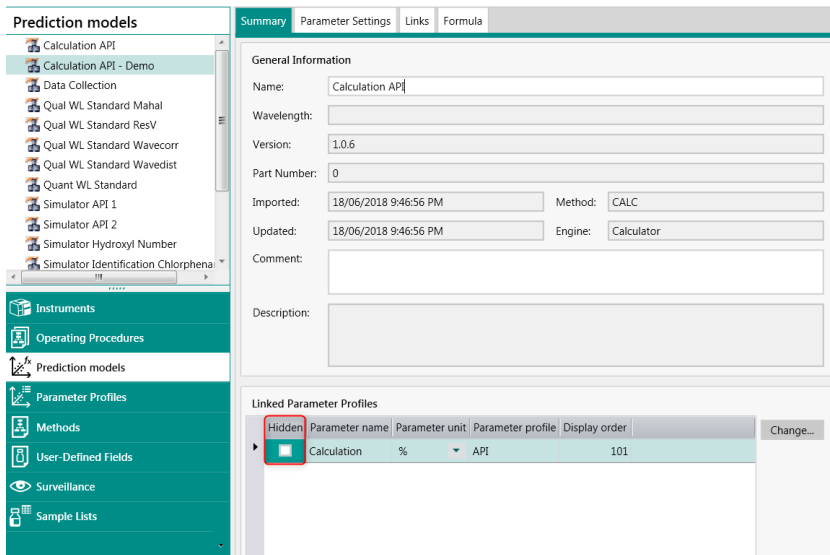 Prediction models
Calculation API
Calculation API - Demo
Data Collection
Qual WL Standard Mahal
Qual WL Standard ResV
Qual WL Standard Wavecorr
Qual WL Standard Wavedist
Quant WL Standard
Simulator API 1
Simulator API 2
Simulator Hydroxyl Number
Simulator Identification Chlorphena
Instruments
Operating Procedures
Prediction models
Parameter Profiles
Methods
User-Defined Fields
Surveillance
Sample Lists
Summary Parameter Settings Links Formula
General Information
Name: Calculation API
Wavelength:
Version: 1.0.6
Part Number: 0
Imported: 18/06/2018 9:46:56 PM Method: CALC
Updated: 18/06/2018 9:46:56 PM Engine: Calculator
Comment:
Description:
Linked Parameter Profiles
Hidden Parameter name Parameter unit Parameter profile Display order
Calculation % API 101
Change...